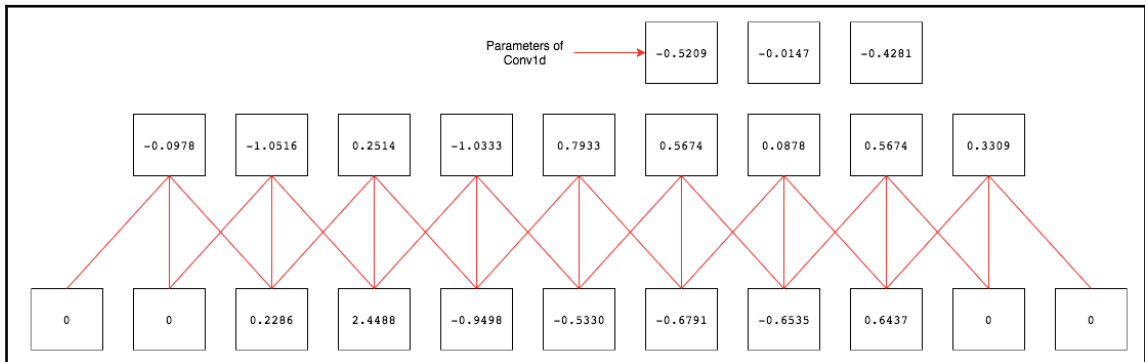 Parameters of
Conv1d
-0.5209 -0.0147 -0.4281
-0.0978 -1.0516 0.2514 -1.0333 0.7933 0.5674 0.0878 0.5674 0.3309
0 0 0.2286 2.4488 -0.9498 -0.5330 -0.6791 -0.6535 0.6437 0 0